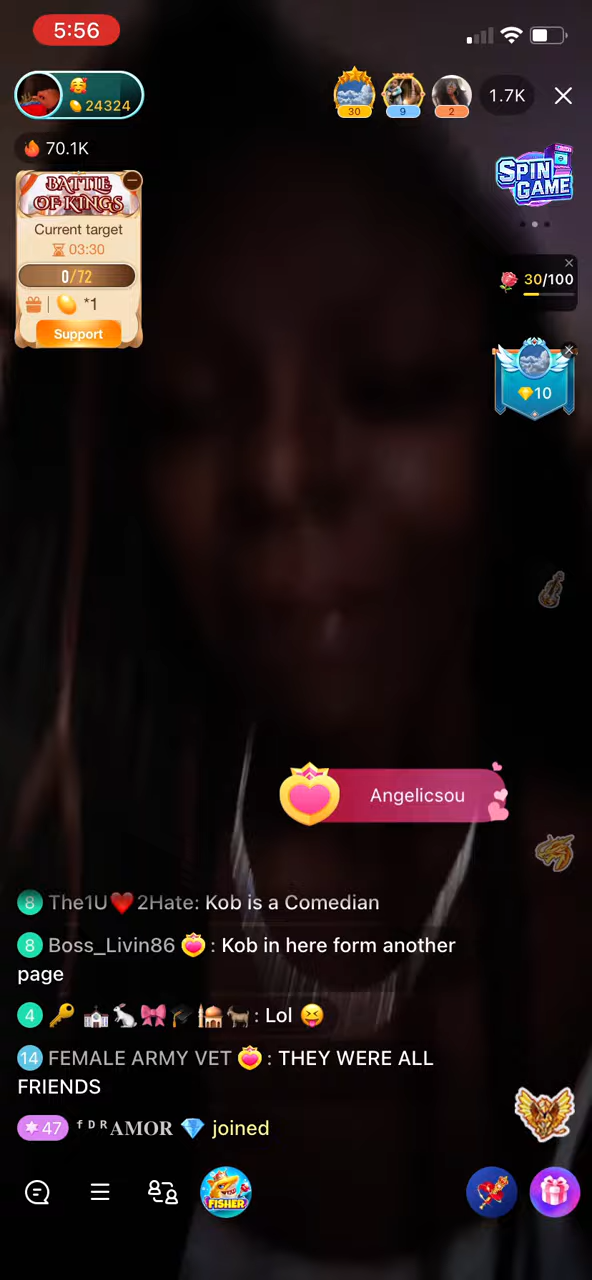 5:56
🥰
24324
30
9
2
1.7K
70.1K
BATTLE
OF KINGS
Current target
03:30
0/72
*1
Support
SPIN
GAME
30/100
10
Angelicsou
8 The1U❤️2Hate: Kob is a Comedian
8 Boss_Livin86 : Kob in here form another
page
4 🔑 💒🐇🎀🎓🕌🐐: Lol 😝
14 FEMALE ARMY VET : THEY WERE ALL
FRIENDS
47 ᶠᴰᴿ𝐀𝐌𝐎𝐑 💎 joined
FISHER